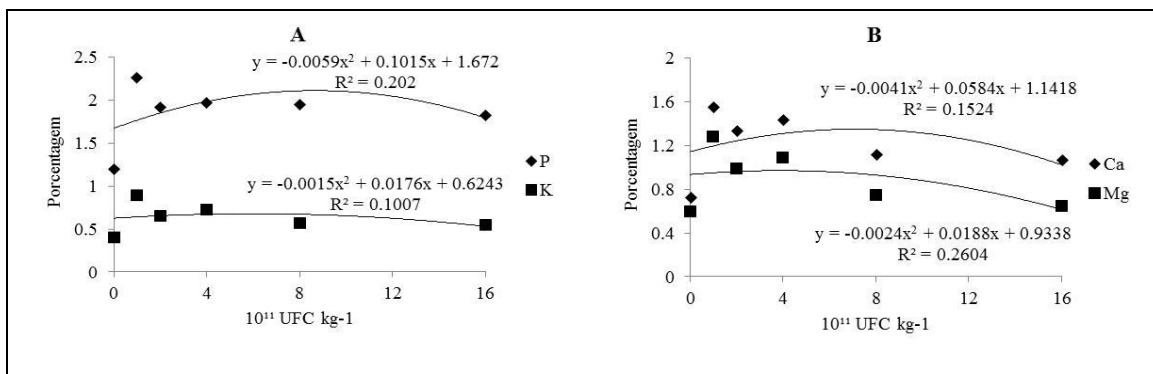 A
y = -0.0059x² + 0.1015x + 1.672
R² = 0.202
2.5
2
1.5
1
0.5
0
Porcentagem
y = -0.0015x² + 0.0176x + 0.6243
R² = 0.1007
P
K
0 4 8 12 16
10¹¹ UFC kg-1
B
y = -0.0041x² + 0.0584x + 1.1418
R² = 0.1524
2
1.6
1.2
0.8
0.4
0
Porcentagem
Ca
Mg
y = -0.0024x² + 0.0188x + 0.9338
R² = 0.2604
0 4 8 12 16
10¹¹ UFC kg-1